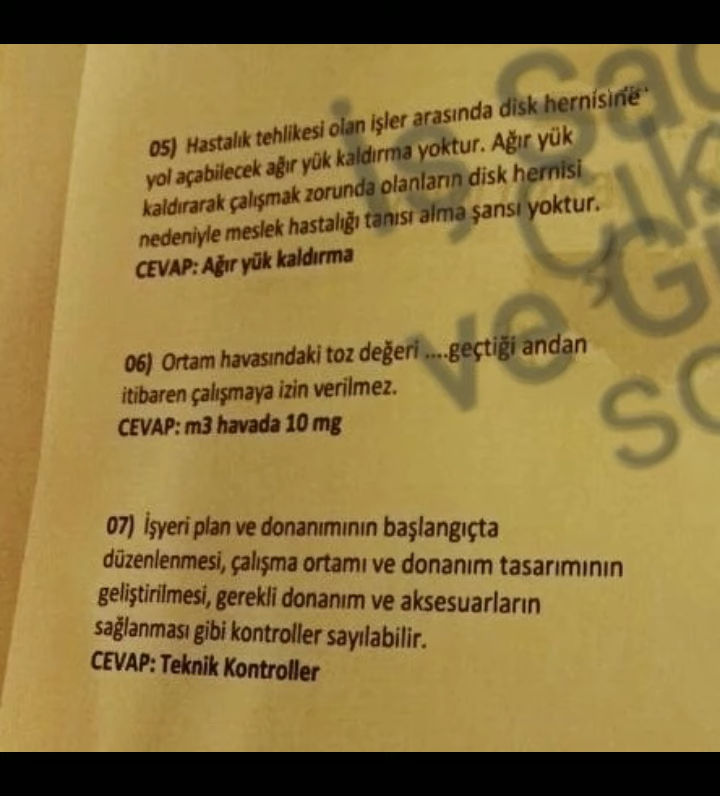 05) Hastalık tehlikesi olan işler arasında disk hernisine
yol açabilecek ağır yük kaldırma yoktur. Ağır yük
kaldırarak çalışmak zorunda olanların disk hernisi
nedeniyle meslek hastalığı tanısı alma şansı yoktur.
CEVAP: Ağır yük kaldırma
06) Ortam havasındaki toz değeri ....geçtiği andan
itibaren çalışmaya izin verilmez.
CEVAP: m3 havada 10 mg
07) İşyeri plan ve donanımının başlangıçta
düzenlenmesi, çalışma ortamı ve donanım tasarımının
geliştirilmesi, gerekli donanım ve aksesuarların
sağlanması gibi kontroller sayılabilir.
CEVAP: Teknik Kontroller
İş
ve